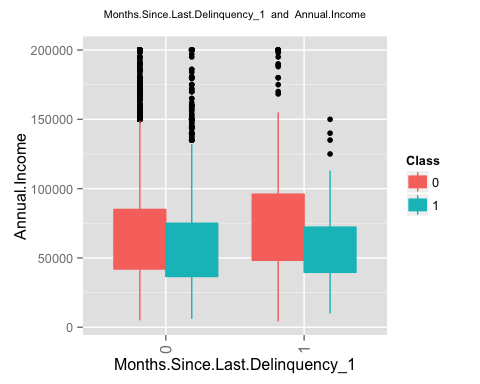 Months.Since.Last.Delinquency_1 and Annual.Income
200000
150000
100000
50000
0
Annual.Income
0
1
Months.Since.Last.Delinquency_1
Class
0
1